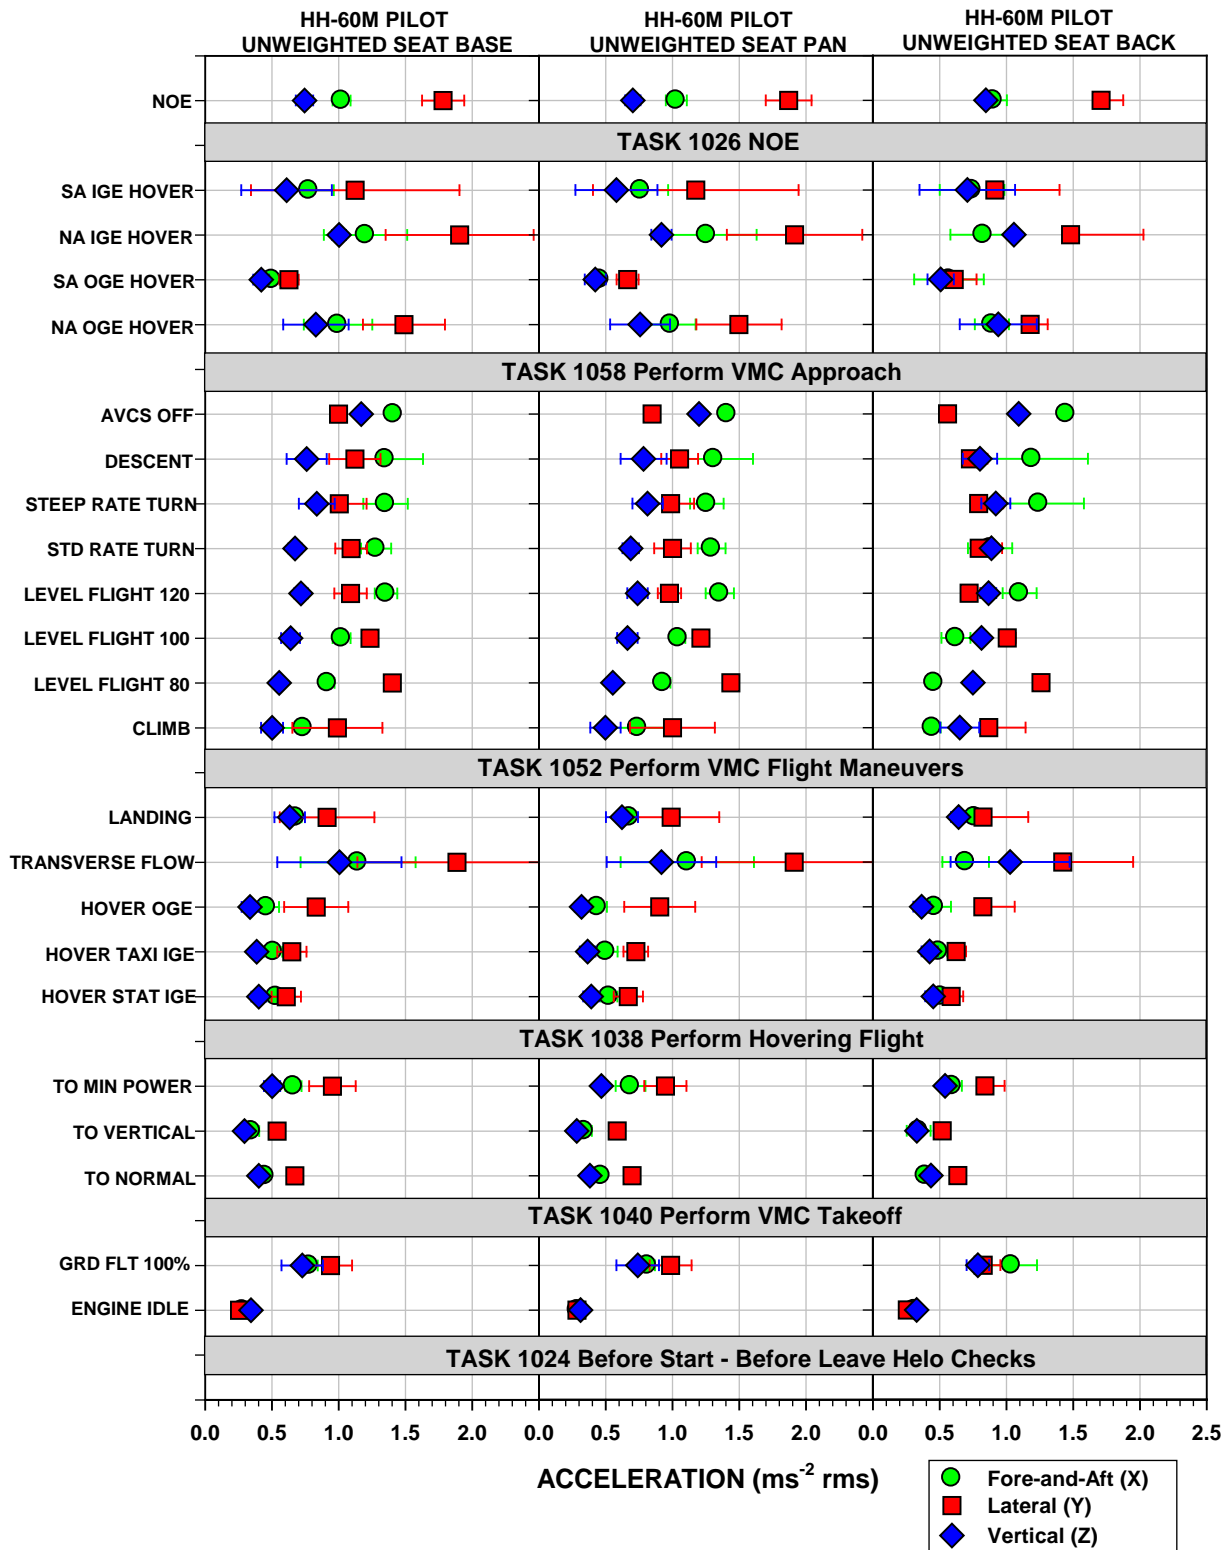 HH-60M PILOT
UNWEIGHTED SEAT BASE
HH-60M PILOT
UNWEIGHTED SEAT PAN
HH-60M PILOT
UNWEIGHTED SEAT BACK
NOE
TASK 1026 NOE
SA IGE HOVER
NA IGE HOVER
SA OGE HOVER
NA OGE HOVER
TASK 1058 Perform VMC Approach
AVCS OFF
DESCENT
STEEP RATE TURN
STD RATE TURN
LEVEL FLIGHT 120
LEVEL FLIGHT 100
LEVEL FLIGHT 80
CLIMB
TASK 1052 Perform VMC Flight Maneuvers
LANDING
TRANSVERSE FLOW
HOVER OGE
HOVER TAXI IGE
HOVER STAT IGE
TASK 1038 Perform Hovering Flight
TO MIN POWER
TO VERTICAL
TO NORMAL
TASK 1040 Perform VMC Takeoff
GRD FLT 100%
ENGINE IDLE
TASK 1024 Before Start - Before Leave Helo Checks
0.0 0.5 1.0 1.5 2.0 0.0 0.5 1.0 1.5 2.0 0.0 0.5 1.0 1.5 2.0 2.5
ACCELERATION (ms⁻² rms)
Fore-and-Aft (X)
Lateral (Y)
Vertical (Z)